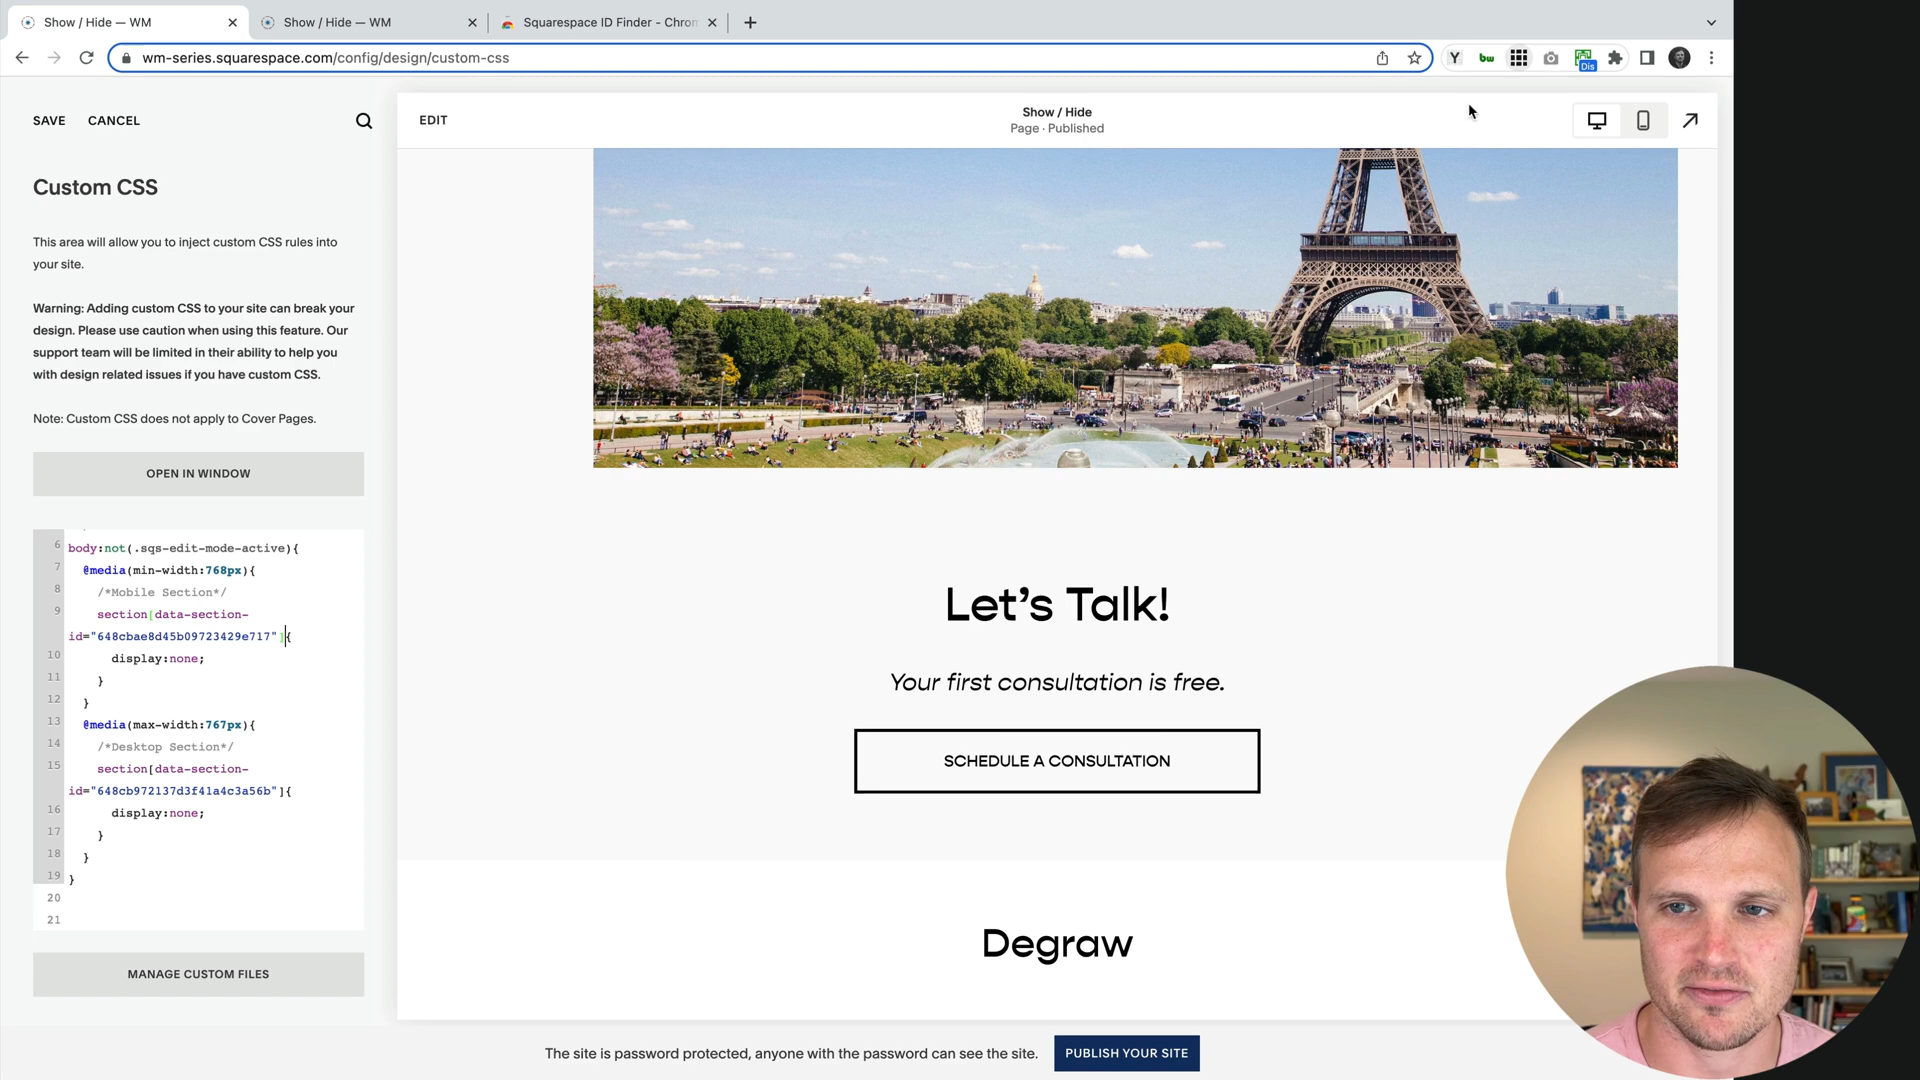 Show / Hide — WM
Show / Hide — WM
Squarespace ID Finder - Chron
wm-series.squarespace.com/config/design/custom-css
Y
bw
Dis
SAVE
CANCEL
EDIT
Show / Hide
Page · Published
Custom CSS
This area will allow you to inject custom CSS rules into
your site.
Warning: Adding custom CSS to your site can break your
design. Please use caution when using this feature. Our
support team will be limited in their ability to help you
with design related issues if you have custom CSS.
Note: Custom CSS does not apply to Cover Pages.
OPEN IN WINDOW
6 body:not(.sqs-edit-mode-active){
7 @media(min-width:768px){
8 /*Mobile Section*/
9 section[data-section-
id="648cbae8d45b09723429e717"]{
10 display:none;
11 }
12 }
13 @media(max-width:767px){
14 /*Desktop Section*/
15 section[data-section-
id="648cb972137d3f41a4c3a56b"]{
16 display:none;
17 }
18 }
19 }
20
21
MANAGE CUSTOM FILES
Let's Talk!
Your first consultation is free.
SCHEDULE A CONSULTATION
Degraw
The site is password protected, anyone with the password can see the site.
PUBLISH YOUR SITE